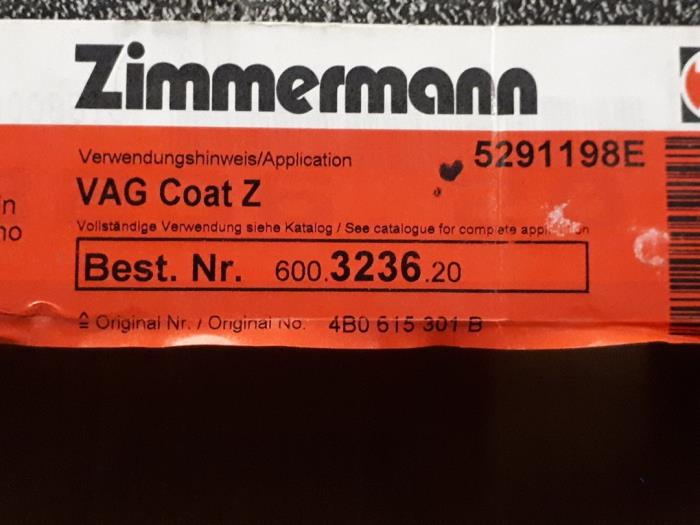 Zimmermann
Verwendungshinweis/Application
5291198E
VAG Coat Z
Vollständige Verwendung siehe Katalog / See catalogue for complete
Best. Nr. 600.3236.20
≙ Original Nr. / Original No. 4B0 615 301 B